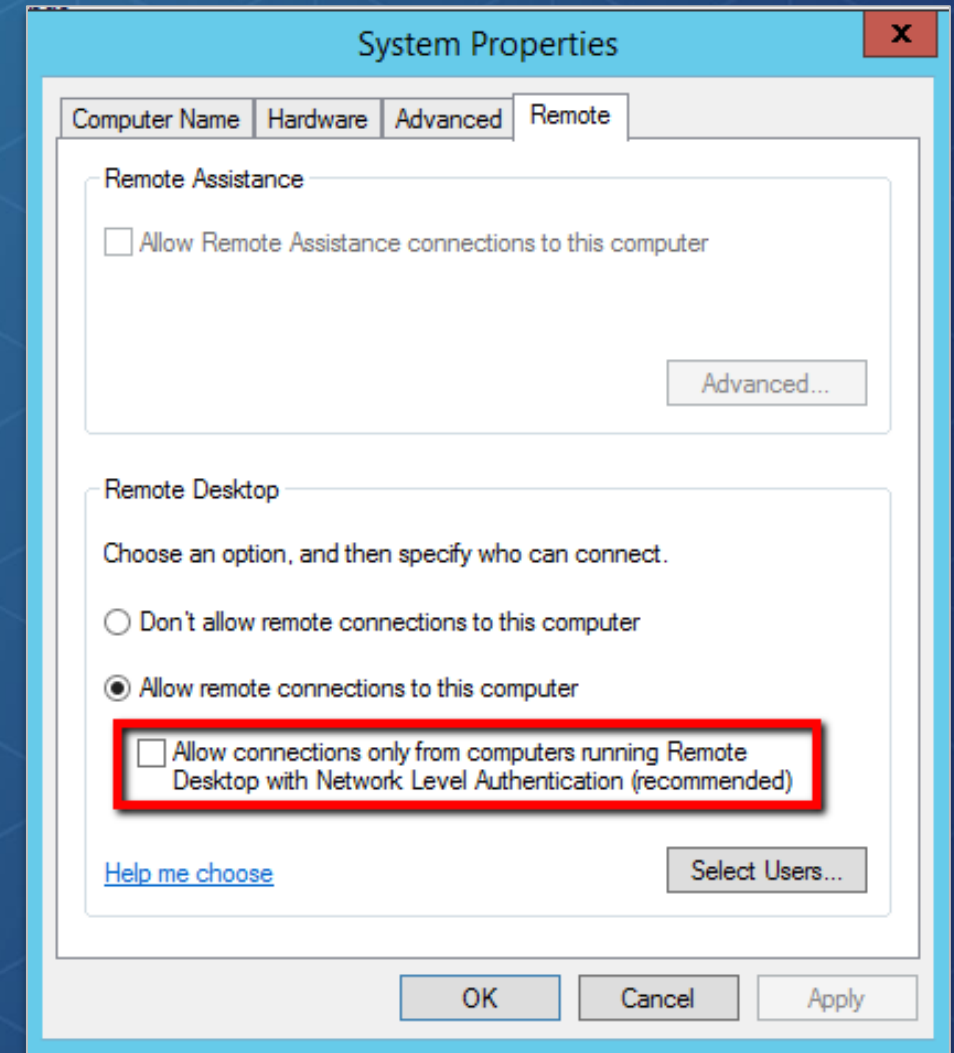 System Properties
x
Computer Name
Hardware
Advanced
Remote
Remote Assistance
Allow Remote Assistance connections to this computer
Advanced...
Remote Desktop
Choose an option, and then specify who can connect.
Don't allow remote connections to this computer
Allow remote connections to this computer
Allow connections only from computers running Remote
Desktop with Network Level Authentication (recommended)
Help me choose
Select Users...
OK
Cancel
Apply